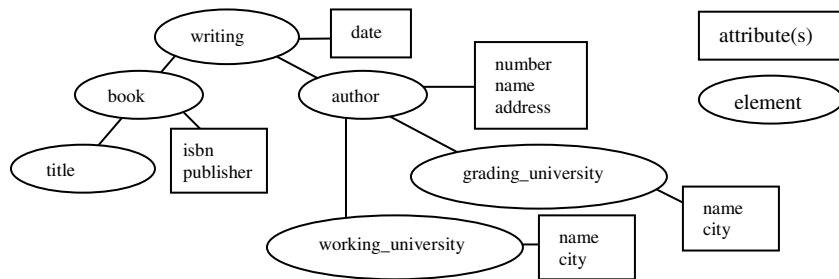 writing
date
attribute(s)
number
name
address
book
author
element
title
isbn
publisher
grading_university
name
city
working_university
name
city